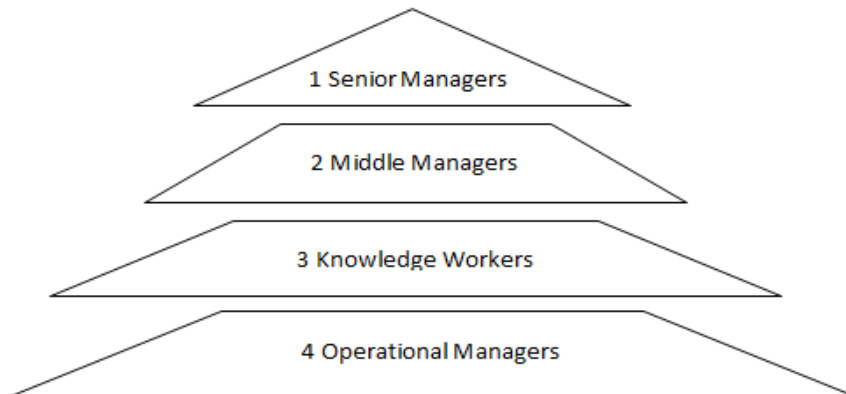 1 Senior Managers
2 Middle Managers
3 Knowledge Workers
4 Operational Managers